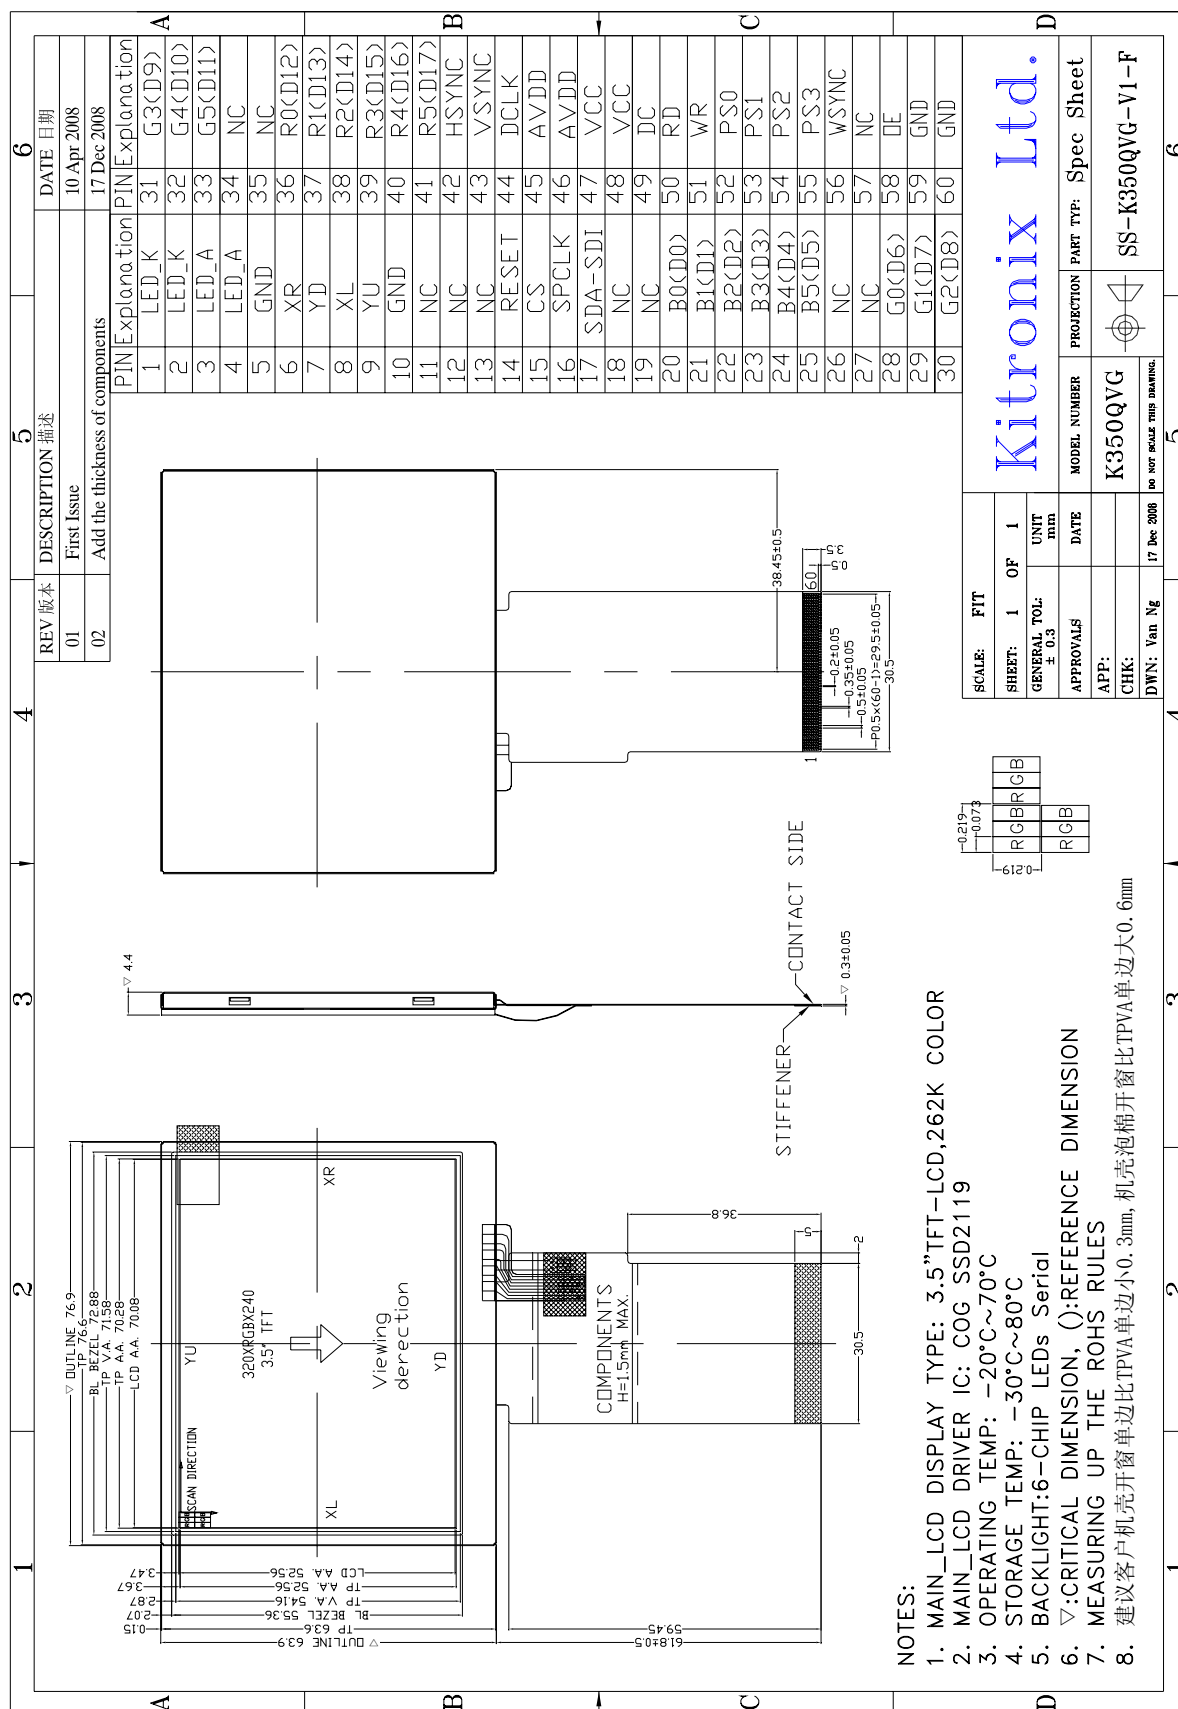 1
2
3
4
5
6
A
B
C
D
REV 版本 DESCRIPTION 描述 DATE 日期
01 First Issue 10 Apr 2008
02 Add the thickness of components 17 Dec 2008
PIN Explanation PIN Explanation
1 LED_K 31 G3(D9)
2 LED_K 32 G4(D10)
3 LED_A 33 G5(D11)
4 LED_A 34 NC
5 GND 35 NC
6 XR 36 R0(D12)
7 YD 37 R1(D13)
8 XL 38 R2(D14)
9 YU 39 R3(D15)
10 GND 40 R4(D16)
11 NC 41 R5(D17)
12 NC 42 HSYNC
13 NC 43 VSYNC
14 RESET 44 DCLK
15 CS 45 AVDD
16 SPCLK 46 AVDD
17 SDA-SDI 47 VCC
18 NC 48 VCC
19 NC 49 DC
20 B0(D0) 50 RD
21 B1(D1) 51 WR
22 B2(D2) 52 PS0
23 B3(D3) 53 PS1
24 B4(D4) 54 PS2
25 B5(D5) 55 PS3
26 NC 56 WSYNC
27 NC 57 NC
28 G0(D6) 58 DE
29 G1(D7) 59 GND
30 G2(D8) 60 GND
▽ OUTLINE 76.9
TP 76.6
BL BEZEL 72.88
TP V.A. 71.58
TP A.A. 70.28
LCD A.A. 70.08
▽ OUTLINE 63.9
TP 63.6
BL BEZEL 55.36
TP V.A. 54.16
TP A.A. 52.56
LCD A.A. 52.56
0.15
2.07
2.87
3.67
3.47
SCAN DIRECTION
RGB
RGB
YU
XR
XL
YD
320XRGBX240
3.5" TFT
Viewing
derection
COMPONENTS
H=1.5mm MAX.
61.8±0.5
59.45
36.8
5
2
30.5
▽ 4.4
▽ 0.3±0.05
STIFFENER
CONTACT SIDE
38.45±0.5
3.5
0.5
1
60
0.2±0.05
0.35±0.05
0.5±0.05
P0.5×(60-1)=29.5±0.05
30.5
0.219
0.073
0.219
R G B R G B
R G B
NOTES:
1. MAIN_LCD DISPLAY TYPE: 3.5"TFT-LCD,262K COLOR
2. MAIN_LCD DRIVER IC: COG SSD2119
3. OPERATING TEMP: -20°C~70°C
4. STORAGE TEMP: -30°C~80°C
5. BACKLIGHT:6-CHIP LEDs Serial
6. ▽:CRITICAL DIMENSION, ():REFERENCE DIMENSION
7. MEASURING UP THE ROHS RULES
8. 建议客户机壳开窗单边比TPVA单边小0.3mm,机壳泡棉开窗比TPVA单边大0.6mm
SCALE: FIT
SHEET: 1 OF 1
GENERAL TOL: ± 0.3
UNIT mm
APPROVALS DATE
APP:
CHK:
DWN: Van Ng 17 Dec 2008
Kitronix Ltd.
MODEL NUMBER
K350QVG
PROJECTION
PART TYP: Spec Sheet
SS-K350QVG-V1-F
DO NOT SCALE THIS DRAWING.
1
2
3
4
5
6
A
B
C
D